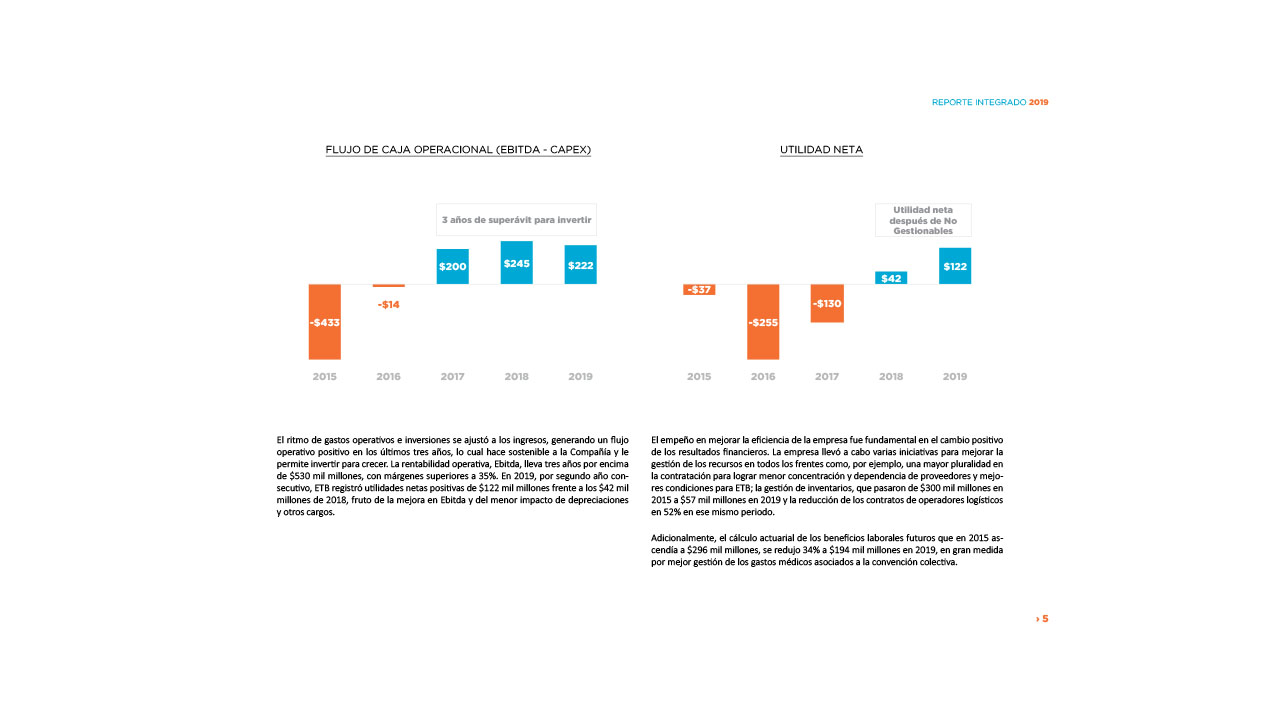 REPORTE INTEGRADO 2019
FLUJO DE CAJA OPERACIONAL (EBITDA - CAPEX)
3 años de superávit para invertir
$200
$245
$222
-$14
-$433
2015
2016
2017
2018
2019
El ritmo de gastos operativos e inversiones se ajustó a los ingresos, generando un flujo
operativo positivo en los últimos tres años, lo cual hace sostenible a la Compañía y le
permite invertir para crecer. La rentabilidad operativa, Ebitda, lleva tres años por encima
de $530 mil millones, con márgenes superiores a 35%. En 2019, por segundo año con-
secutivo, ETB registró utilidades netas positivas de $122 mil millones frente a los $42 mil
millones de 2018, fruto de la mejora en Ebitda y del menor impacto de depreciaciones
y otros cargos.
UTILIDAD NETA
Utilidad neta
después de No
Gestionables
-$37
-$255
-$130
$42
$122
2015
2016
2017
2018
2019
El empeño en mejorar la eficiencia de la empresa fue fundamental en el cambio positivo
de los resultados financieros. La empresa llevó a cabo varias iniciativas para mejorar la
gestión de los recursos en todos los frentes como, por ejemplo, una mayor pluralidad en
la contratación para lograr menor concentración y dependencia de proveedores y mejo-
res condiciones para ETB; la gestión de inventarios, que pasaron de $300 mil millones en
2015 a $57 mil millones en 2019 y la reducción de los contratos de operadores logísticos
en 52% en ese mismo periodo.
Adicionalmente, el cálculo actuarial de los beneficios laborales futuros que en 2015 as-
cendía a $296 mil millones, se redujo 34% a $194 mil millones en 2019, en gran medida
por mejor gestión de los gastos médicos asociados a la convención colectiva.
› 5